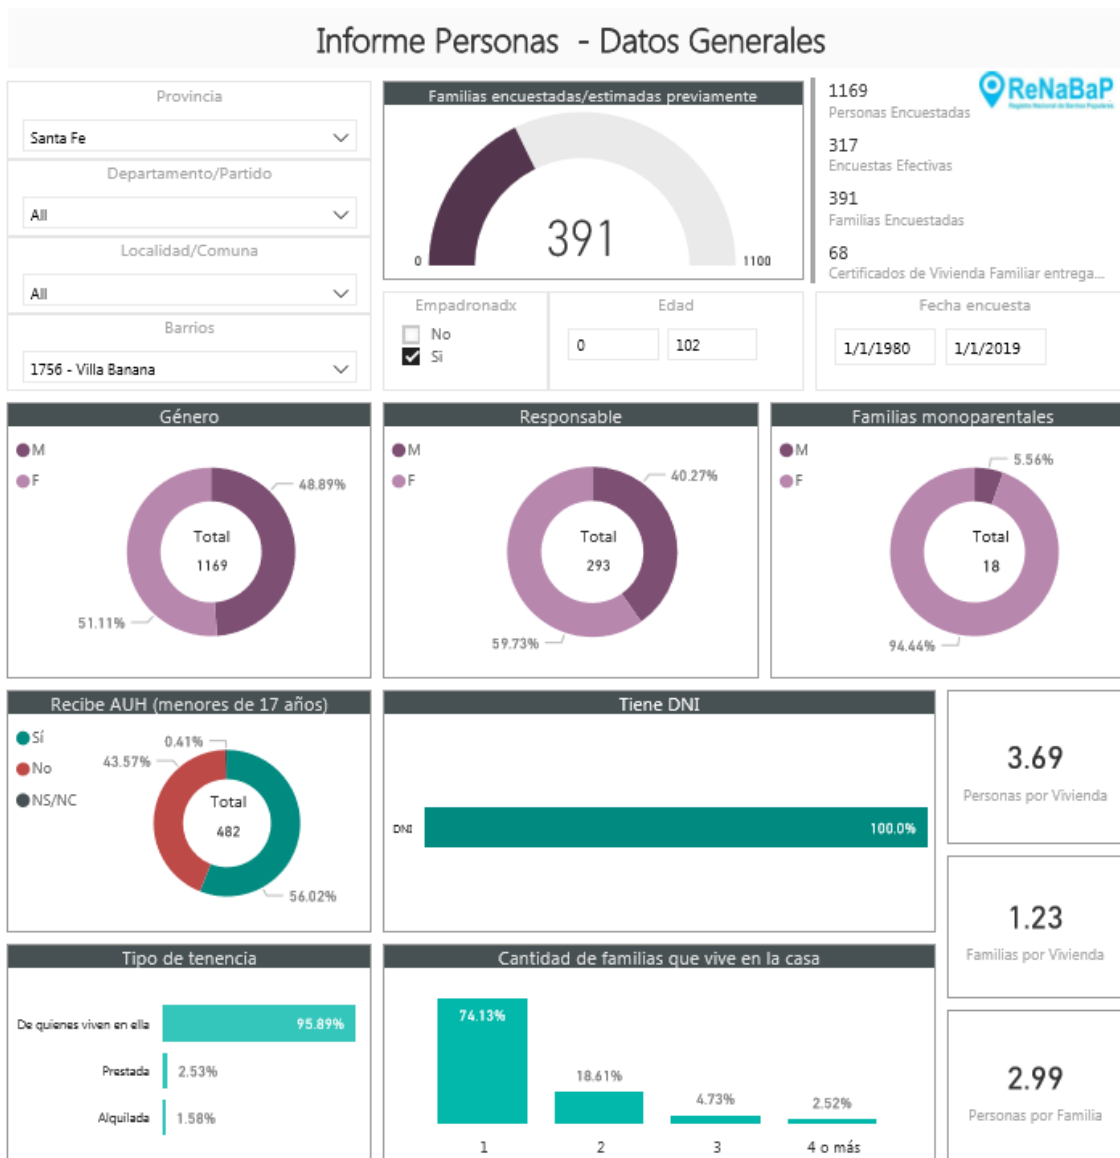 Informe Personas - Datos Generales
Provincia
Santa Fe
Departamento/Partido
All
Localidad/Comuna
All
Barrios
1756 - Villa Banana
Familias encuestadas/estimadas previamente
391
0
1100
1169
Personas Encuestadas
317
Encuestas Efectivas
391
Familias Encuestadas
68
Certificados de Vivienda Familiar entrega...
ReNaBaP
Registro Nacional de Barrios Populares
Empadronadx
No
Si
Edad
0
102
Fecha encuesta
1/1/1980
1/1/2019
Género
M
F
48.89%
Total
1169
51.11%
Responsable
M
F
40.27%
Total
293
59.73%
Familias monoparentales
M
F
5.56%
Total
18
94.44%
Recibe AUH (menores de 17 años)
Sí
No
NS/NC
0.41%
43.57%
Total
482
56.02%
Tiene DNI
DNI
100.0%
3.69
Personas por Vivienda
1.23
Familias por Vivienda
2.99
Personas por Familia
Tipo de tenencia
De quienes viven en ella
95.89%
Prestada
2.53%
Alquilada
1.58%
Cantidad de familias que vive en la casa
74.13%
18.61%
4.73%
2.52%
1
2
3
4 o más